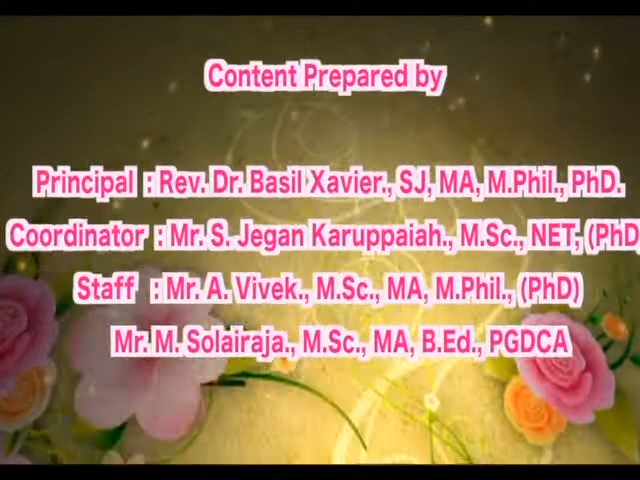 Content Prepared by
Principal : Rev. Dr. Basil Xavier., SJ, MA, M.Phil., PhD.
Coordinator : Mr. S. Jegan Karuppaiah., M.Sc., NET, (PhD
Staff : Mr. A. Vivek., M.Sc., MA, M.Phil., (PhD)
Mr. M. Solairaja., M.Sc., MA, B.Ed., PGDCA